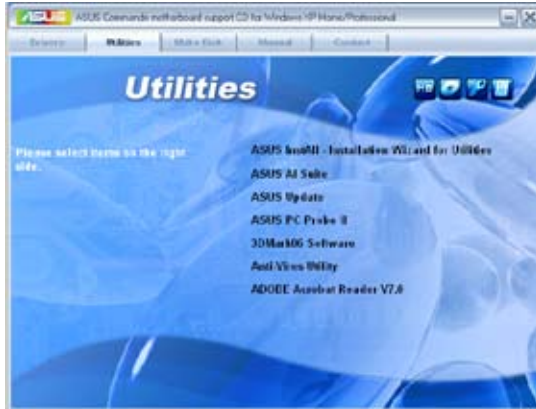 ASUS ASUS Commando motherboard support CD for Windows XP Home/Professional
Drivers Utilities Make Disk Manual Contact
Utilities
Please select items on the right
side.
ASUS InstAll - Installation Wizard for Utilities
ASUS AI Suite
ASUS Update
ASUS PC Probe II
3DMark06 Software
Anti-Virus Utility
ADOBE Acrobat Reader V7.0